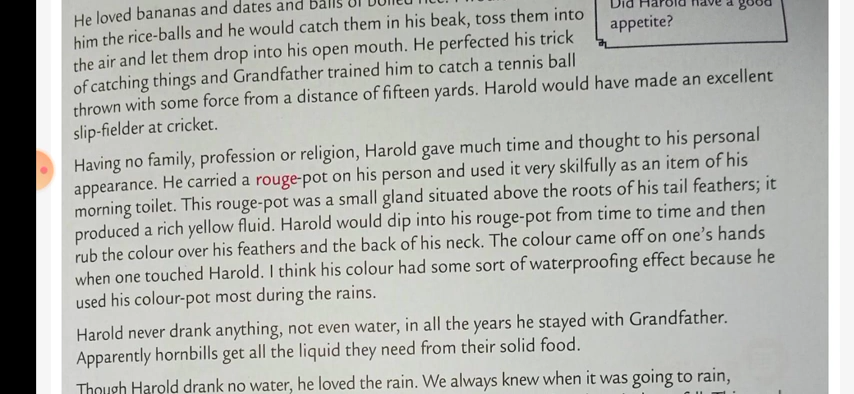 He loved bananas and dates and balls of boiled rice. I
him the rice-balls and he would catch them in his beak, toss them into
the air and let them drop into his open mouth. He perfected his trick
of catching things and Grandfather trained him to catch a tennis ball
thrown with some force from a distance of fifteen yards. Harold would have made an excellent
slip-fielder at cricket.
Did Harold have a good
appetite?
Having no family, profession or religion, Harold gave much time and thought to his personal
appearance. He carried a rouge-pot on his person and used it very skilfully as an item of his
morning toilet. This rouge-pot was a small gland situated above the roots of his tail feathers; it
produced a rich yellow fluid. Harold would dip into his rouge-pot from time to time and then
rub the colour over his feathers and the back of his neck. The colour came off on one's hands
when one touched Harold. I think his colour had some sort of waterproofing effect because he
used his colour-pot most during the rains.
Harold never drank anything, not even water, in all the years he stayed with Grandfather.
Apparently hornbills get all the liquid they need from their solid food.
Though Harold drank no water, he loved the rain. We always knew when it was going to rain,